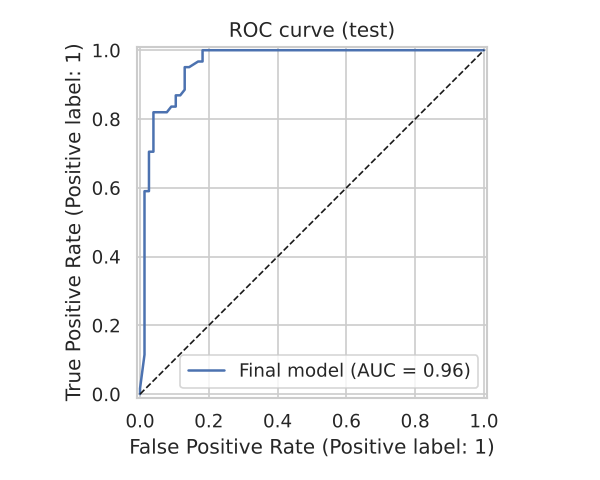 ROC curve (test)
True Positive Rate (Positive label: 1)
1.0
0.8
0.6
0.4
0.2
0.0
Final model (AUC = 0.96)
0.0 0.2 0.4 0.6 0.8 1.0
False Positive Rate (Positive label: 1)